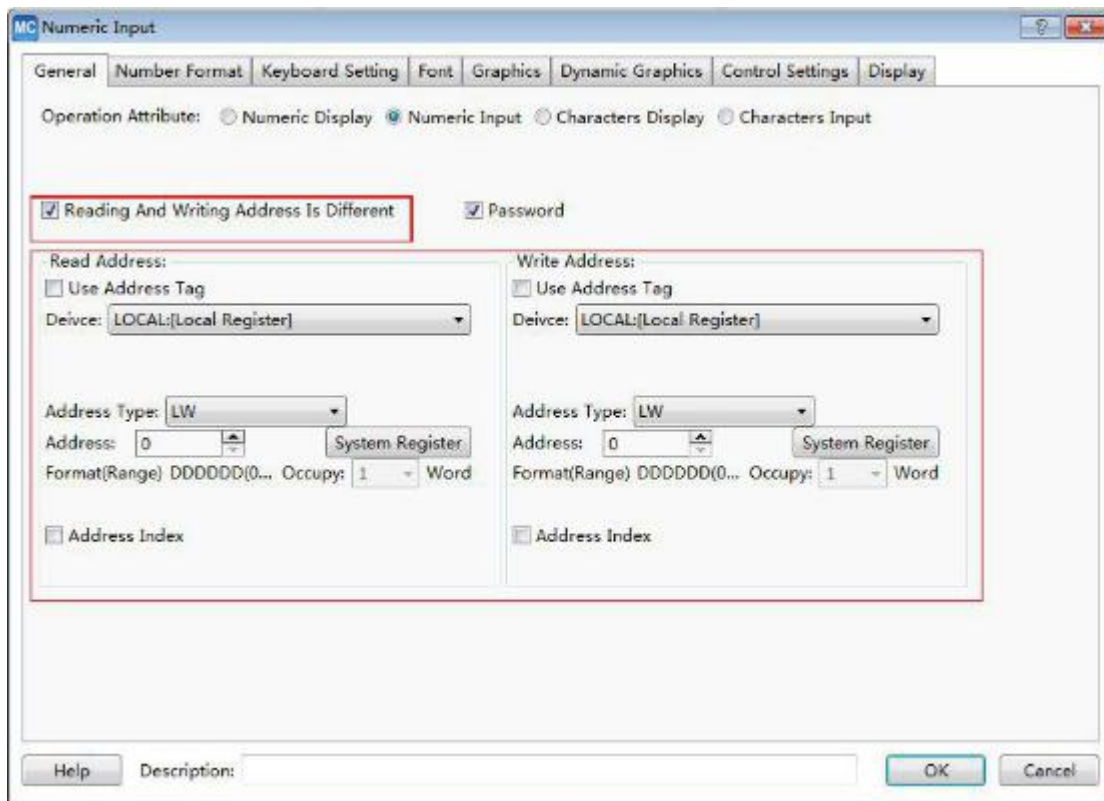 MC Numeric Input
General Number Format Keyboard Setting Font Graphics Dynamic Graphics Control Settings Display
Operation Attribute: Numeric Display Numeric Input Characters Display Characters Input
Reading And Writing Address Is Different Password
Read Address:
Use Address Tag
Deivce: LOCAL:[Local Register]
Address Type: LW
Address: 0 System Register
Format(Range) DDDDDD(0... Occupy: 1 Word
Address Index
Write Address:
Use Address Tag
Deivce: LOCAL:[Local Register]
Address Type: LW
Address: 0 System Register
Format(Range) DDDDDD(0... Occupy: 1 Word
Address Index
Help Description: OK Cancel